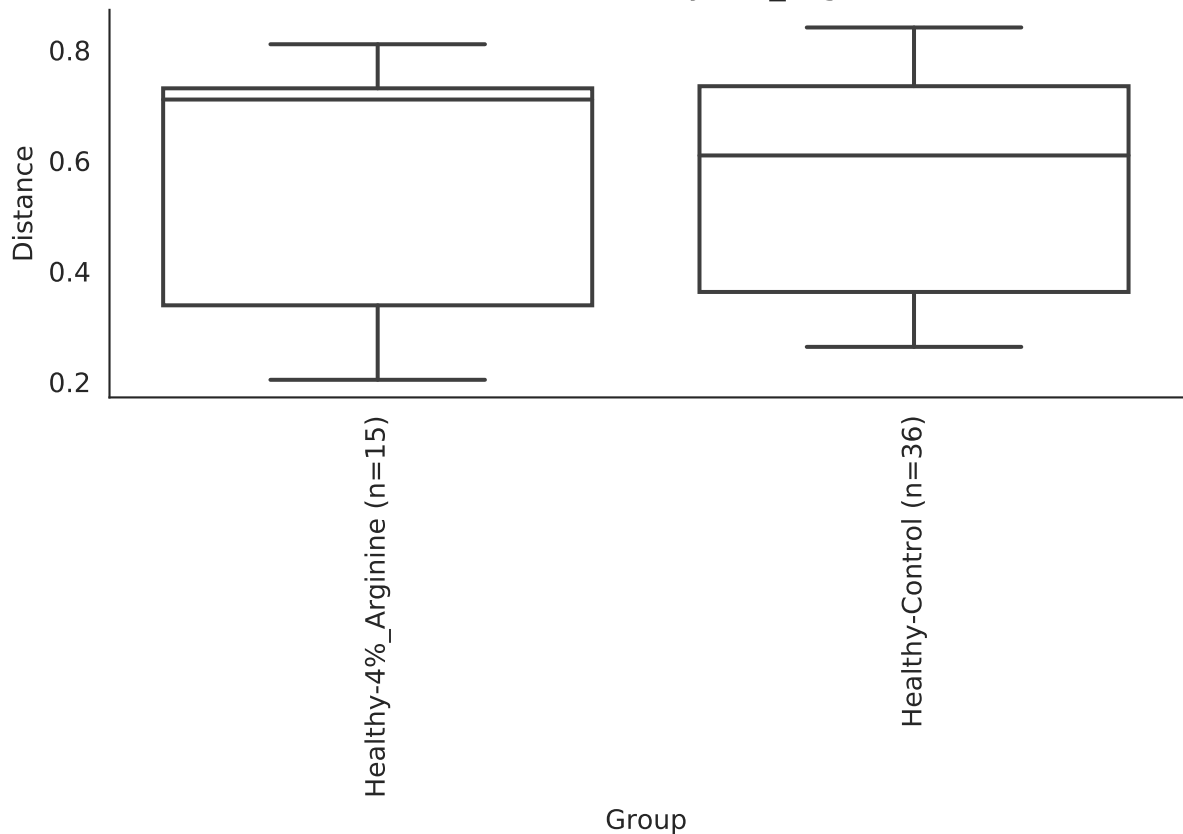 0.8
0.6
0.4
0.2
Distance
Healthy-4%_Arginine (n=15)
Healthy-Control (n=36)
Group